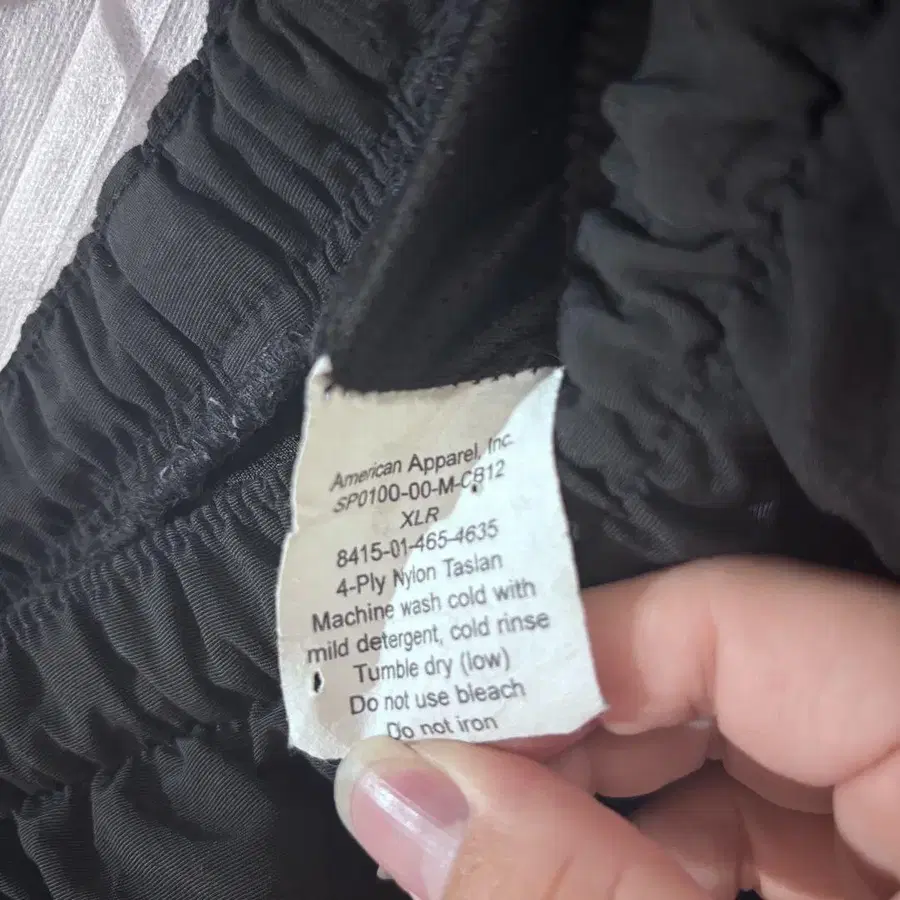 American Apparel, Inc.
SP0100-00-M-CB12
XLR
8415-01-465-4635
4-Ply Nylon Taslan
Machine wash cold with
mild detergent, cold rinse
Tumble dry (low)
Do not use bleach
Do not iron